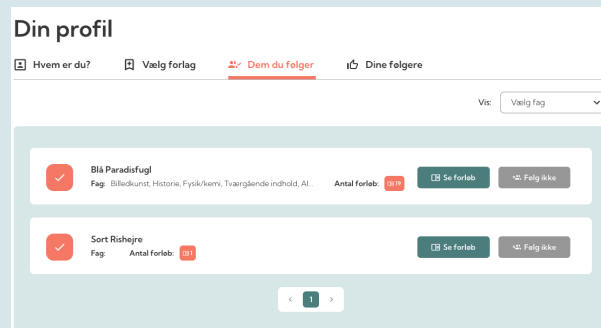 Din profil
Hvem er du? Vælg forlag Dem du følger Dine følgere
Vis: Vælg fag
Blå Paradisfugl
Fag: Billedkunst, Historie, Fysik/kemi, Tværgående indhold, Al... Antal forløb: 19 Se forløb Følg ikke
Sort Rishejre
Fag: Antal forløb: 1 Se forløb Følg ikke
1